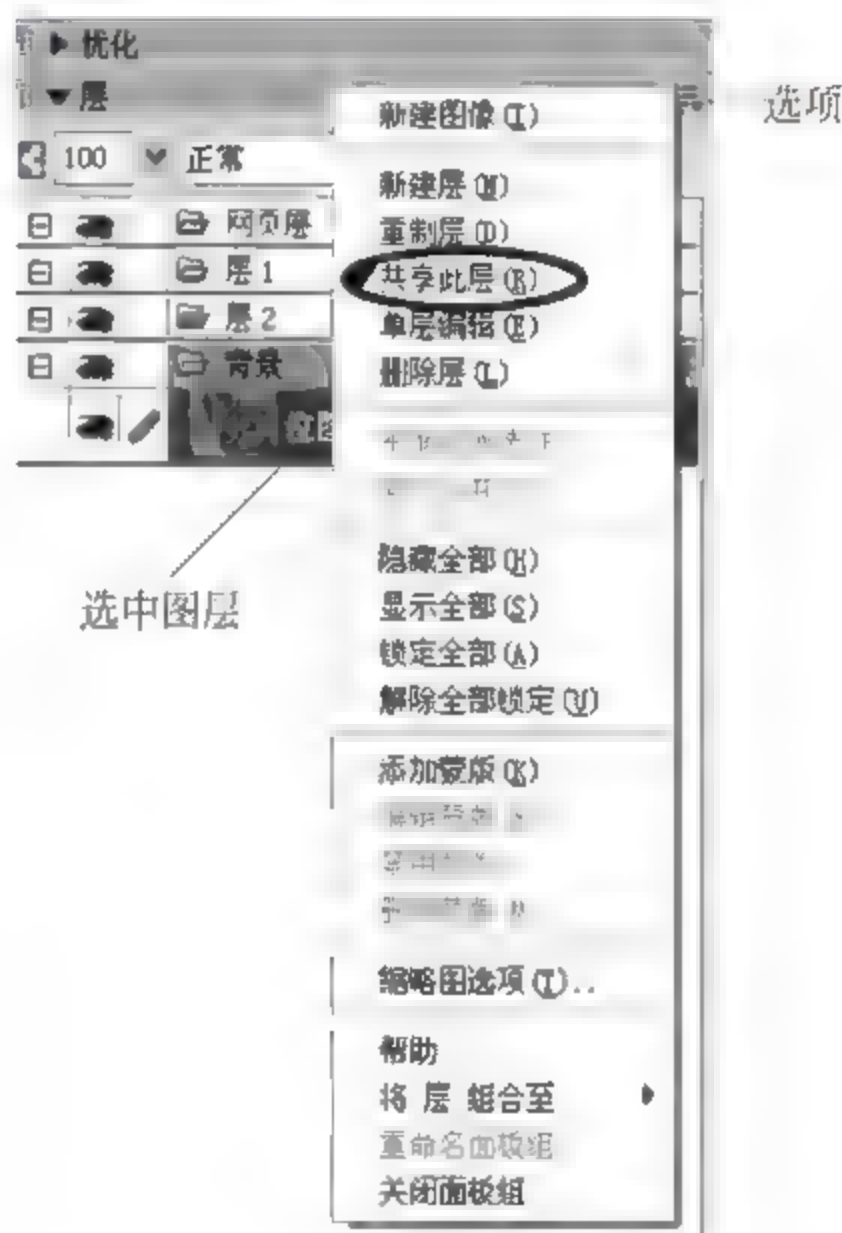 优化
层
选项
100 正常
网页层
层 1
层 2
背景
选中图层
新建图像(I)
新建层(N)
重制层(D)
共享此层(R)
单层编辑(E)
删除层(L)
隐藏全部(H)
显示全部(S)
锁定全部(A)
解除全部锁定(U)
添加蒙版(K)
缩略图选项(T)..
帮助
将 层 组合至
重命名面板组
关闭面板组